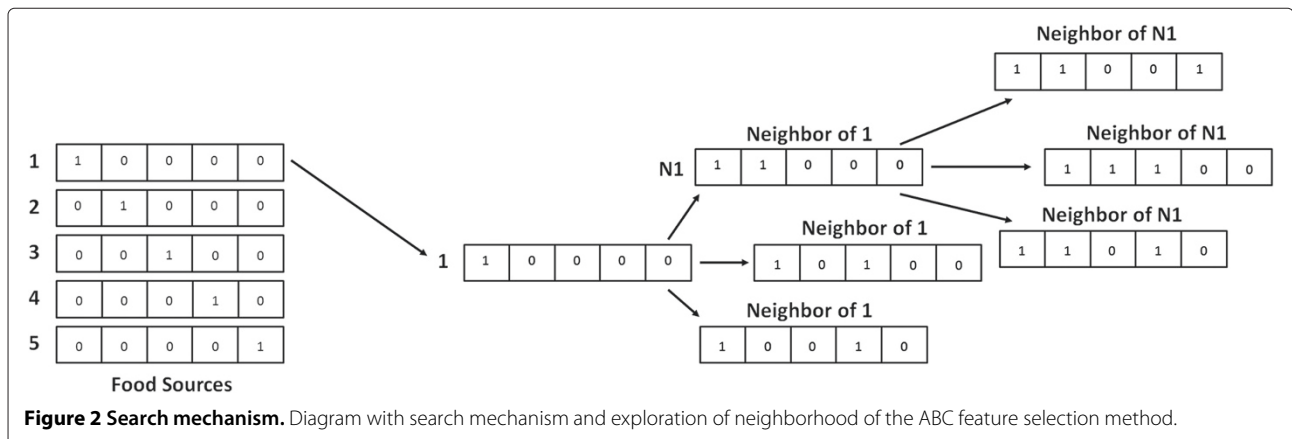 Neighbor of N1
1 1 0 0 1
Neighbor of 1
N1 1 1 0 0 0
Neighbor of N1
1 1 1 0 0
Neighbor of N1
1 1 0 1 0
1 1 0 0 0 0
2 0 1 0 0 0
3 0 0 1 0 0
4 0 0 0 1 0
5 0 0 0 0 1
Food Sources
1 1 0 0 0 0
Neighbor of 1
1 0 1 0 0
Neighbor of 1
1 0 0 1 0
Figure 2 Search mechanism. Diagram with search mechanism and exploration of neighborhood of the ABC feature selection method.